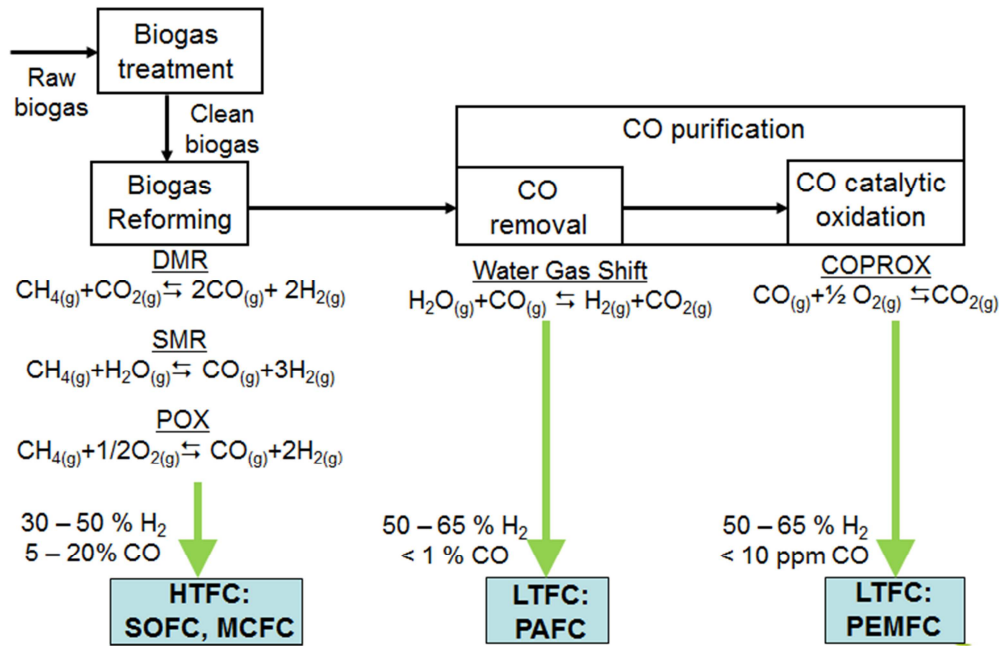 Biogas
treatment
Raw
biogas
Clean
biogas
CO purification
Biogas
Reforming
CO
removal
CO catalytic
oxidation
DMR
CH₄(g)+CO₂(g)⇆ 2CO(g)+ 2H₂(g)
SMR
CH₄(g)+H₂O(g)⇆ CO(g)+3H₂(g)
POX
CH₄(g)+1/2O₂(g)⇆ CO(g)+2H₂(g)
Water Gas Shift
H₂O(g)+CO(g) ⇆ H₂(g)+CO₂(g)
COPROX
CO(g)+½ O₂(g) ⇆CO₂(g)
30 – 50 % H₂
5 – 20% CO
50 – 65 % H₂
< 1 % CO
50 – 65 % H₂
< 10 ppm CO
HTFC:
SOFC, MCFC
LTFC:
PAFC
LTFC:
PEMFC